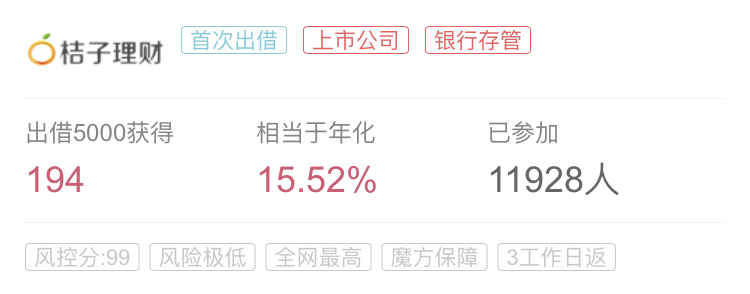 桔子理财 首次出借 上市公司 银行存管
出借5000获得 相当于年化 已参加
194 15.52% 11928人
风控分:99 风险极低 全网最高 魔方保障 3工作日返